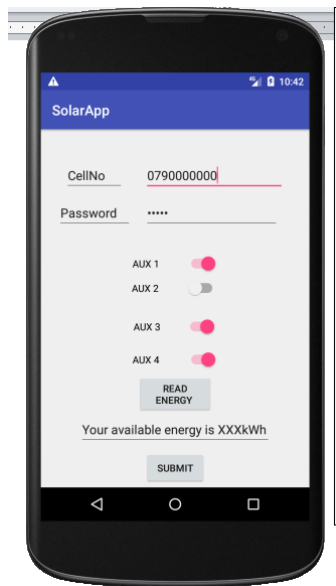 10:42
SolarApp
CellNo 0790000000
Password •••••
AUX 1
AUX 2
AUX 3
AUX 4
READ
ENERGY
Your available energy is XXXkWh
SUBMIT